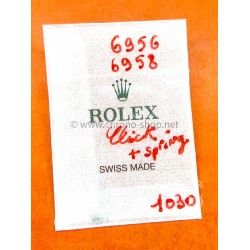 6956
6958
www.chrono-shop.net
ROLEX
Click
+ Spring
SWISS MADE
1030